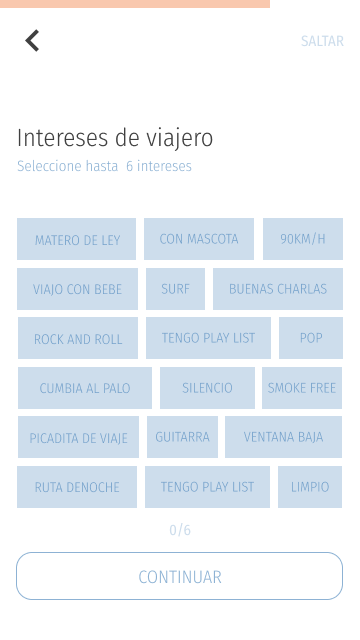 SALTAR
Intereses de viajero
Seleccione hasta 6 intereses
MATERO DE LEY CON MASCOTA 90KM/H
VIAJO CON BEBE SURF BUENAS CHARLAS
ROCK AND ROLL TENGO PLAY LIST POP
CUMBIA AL PALO SILENCIO SMOKE FREE
PICADITA DE VIAJE GUITARRA VENTANA BAJA
RUTA DENOCHE TENGO PLAY LIST LIMPIO
0/6
CONTINUAR